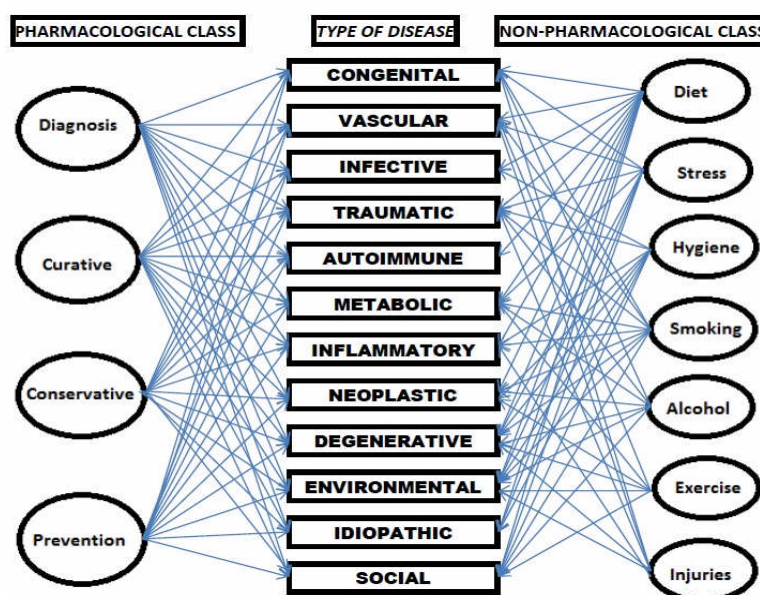 PHARMACOLOGICAL CLASS
TYPE OF DISEASE
NON-PHARMACOLOGICAL CLASS
Diagnosis
Curative
Conservative
Prevention
CONGENITAL
VASCULAR
INFECTIVE
TRAUMATIC
AUTOIMMUNE
METABOLIC
INFLAMMATORY
NEOPLASTIC
DEGENERATIVE
ENVIRONMENTAL
IDIOPATHIC
SOCIAL
Diet
Stress
Hygiene
Smoking
Alcohol
Exercise
Injuries